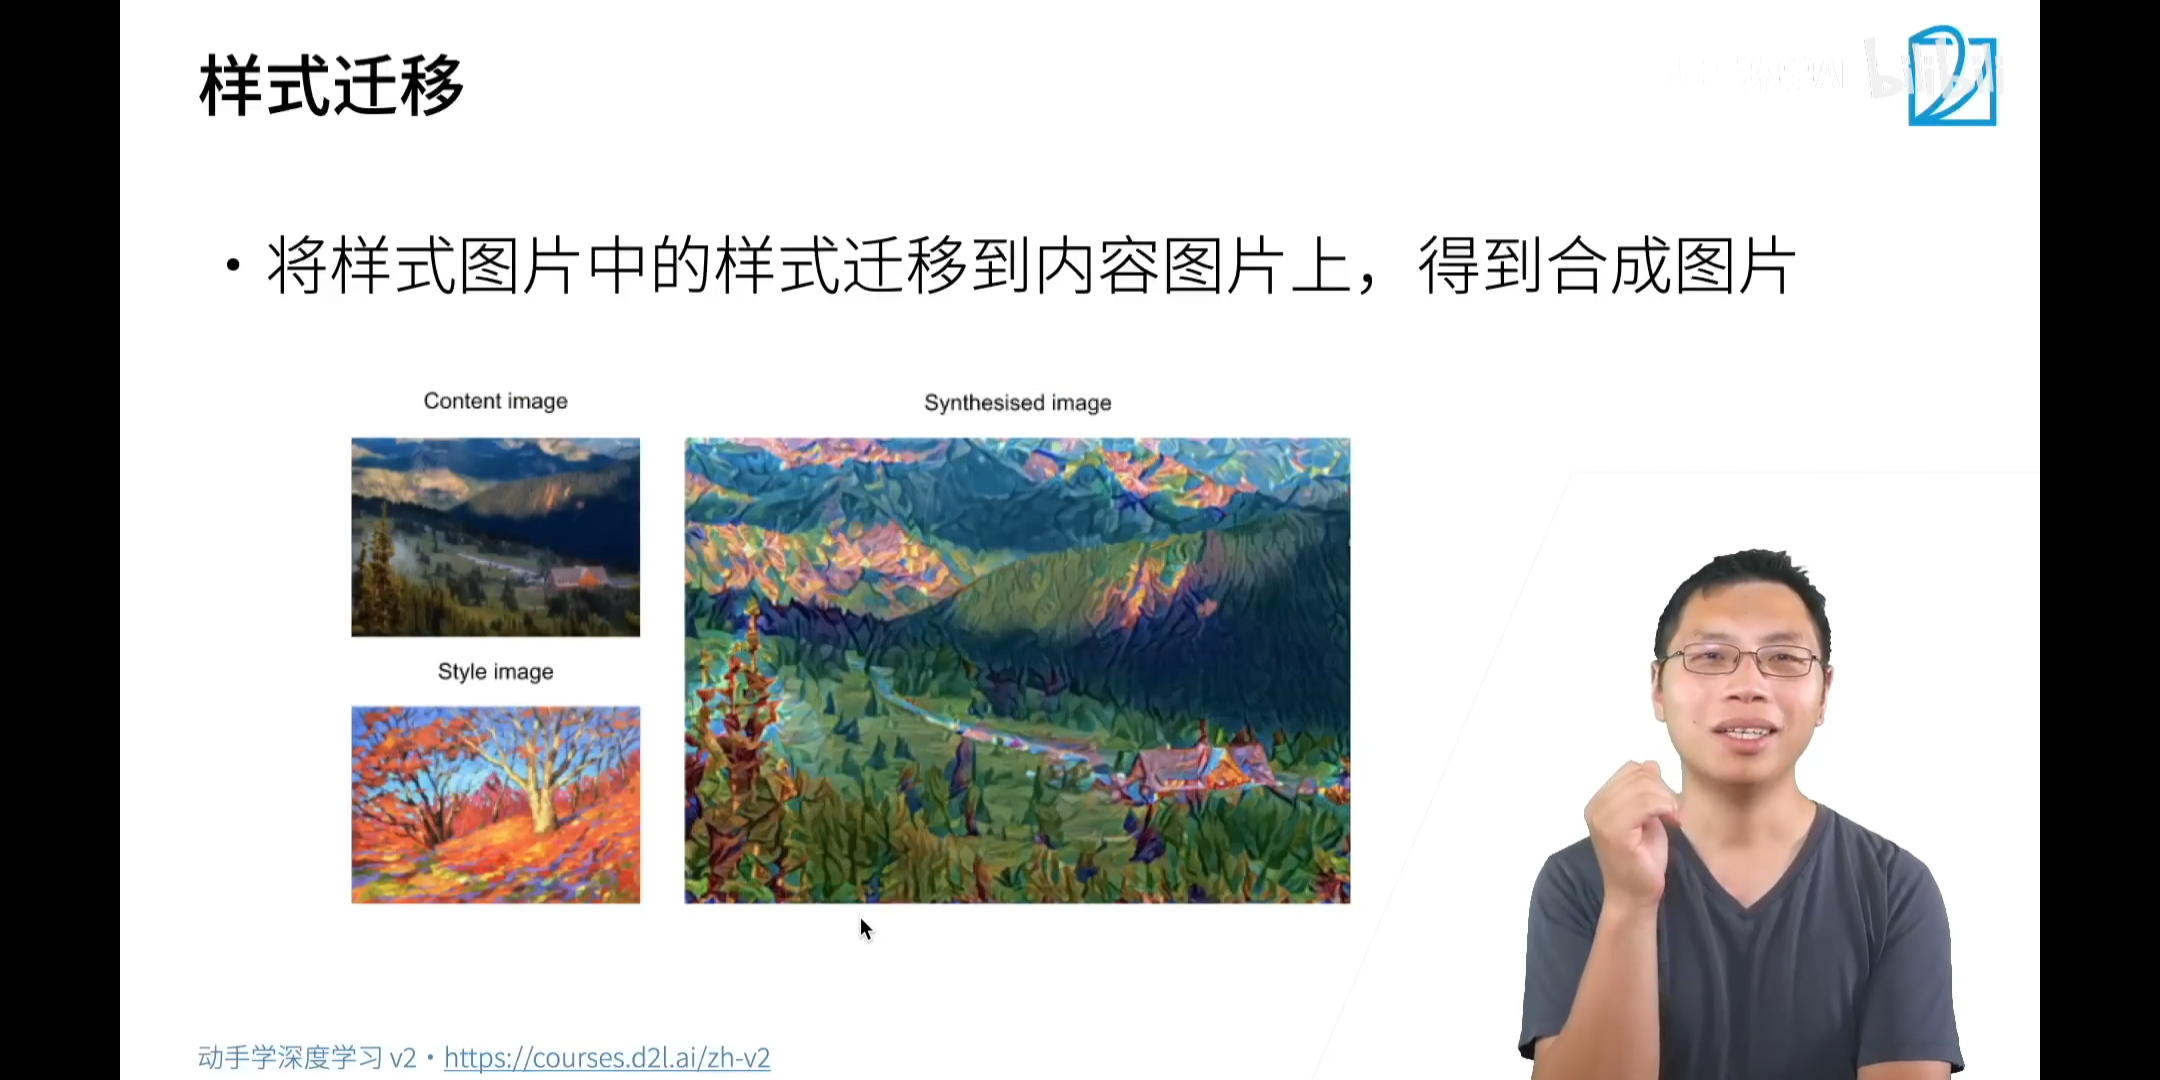 样式迁移
bilibili
• 将样式图片中的样式迁移到内容图片上，得到合成图片
Content image
Synthesised image
Style image
动手学深度学习 v2 • https://courses.d2l.ai/zh-v2